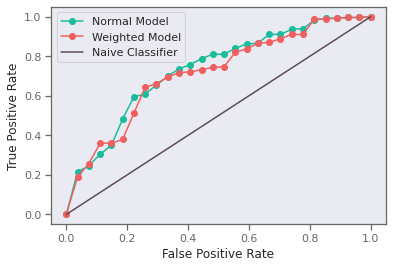 1.0
0.8
0.6
0.4
0.2
0.0
True Positive Rate
Normal Model
Weighted Model
Naive Classifier
0.0 0.2 0.4 0.6 0.8 1.0
False Positive Rate